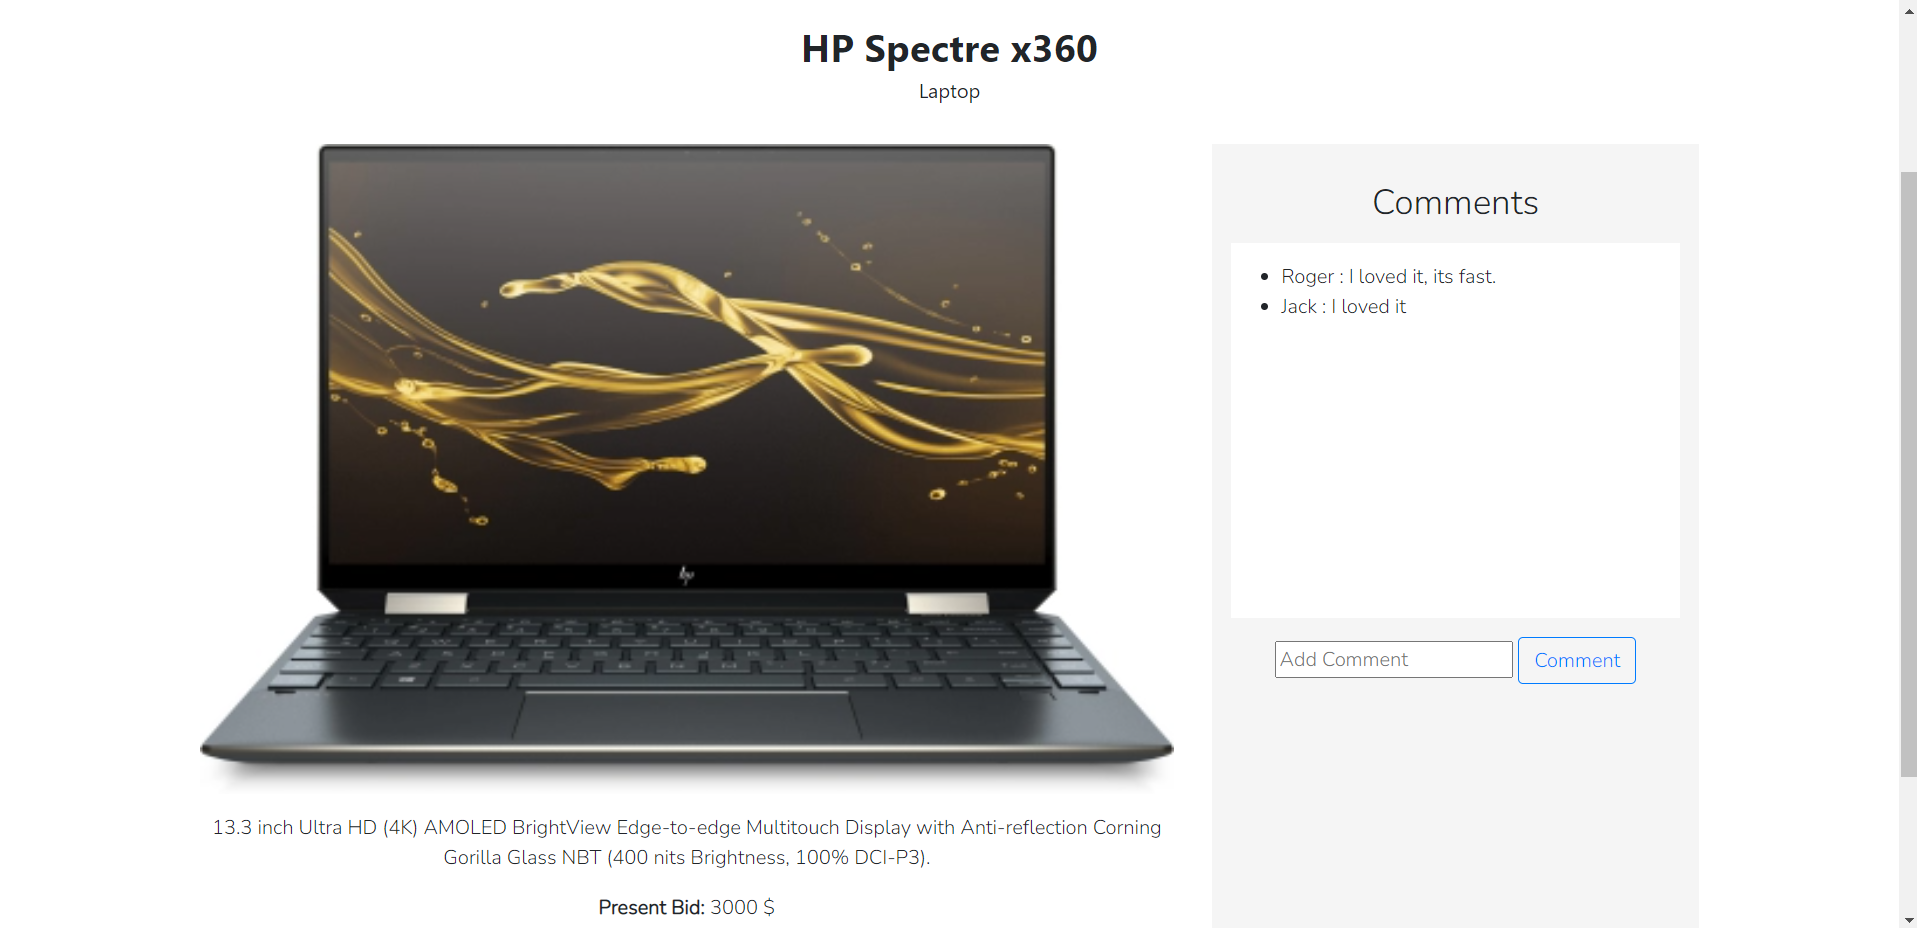 HP Spectre x360
Laptop
hp
Comments
Roger : I loved it, its fast.
Jack : I loved it
Add Comment
Comment
13.3 inch Ultra HD (4K) AMOLED BrightView Edge-to-edge Multitouch Display with Anti-reflection Corning
Gorilla Glass NBT (400 nits Brightness, 100% DCI-P3).
Present Bid: 3000 $